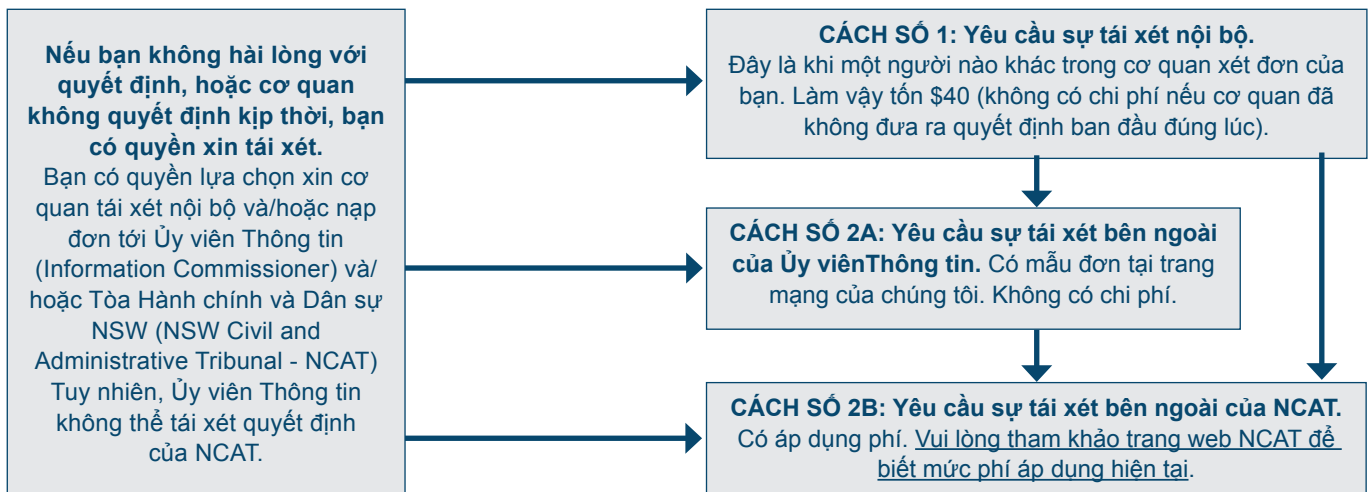 Nếu bạn không hài lòng với
quyết định, hoặc cơ quan
không quyết định kịp thời, bạn
có quyền xin tái xét.
Bạn có quyền lựa chọn xin cơ
quan tái xét nội bộ và/hoặc nạp
đơn tới Ủy viên Thông tin
(Information Commissioner) và/
hoặc Tòa Hành chính và Dân sự
NSW (NSW Civil and
Administrative Tribunal - NCAT)
Tuy nhiên, Ủy viên Thông tin
không thể tái xét quyết định
của NCAT.
CÁCH SỐ 1: Yêu cầu sự tái xét nội bộ.
Đây là khi một người nào khác trong cơ quan xét đơn của
bạn. Làm vậy tốn $40 (không có chi phí nếu cơ quan đã
không đưa ra quyết định ban đầu đúng lúc).
CÁCH SỐ 2A: Yêu cầu sự tái xét bên ngoài
của Ủy viênThông tin. Có mẫu đơn tại trang
mạng của chúng tôi. Không có chi phí.
CÁCH SỐ 2B: Yêu cầu sự tái xét bên ngoài của NCAT.
Có áp dụng phí. Vui lòng tham khảo trang web NCAT để
biết mức phí áp dụng hiện tại.